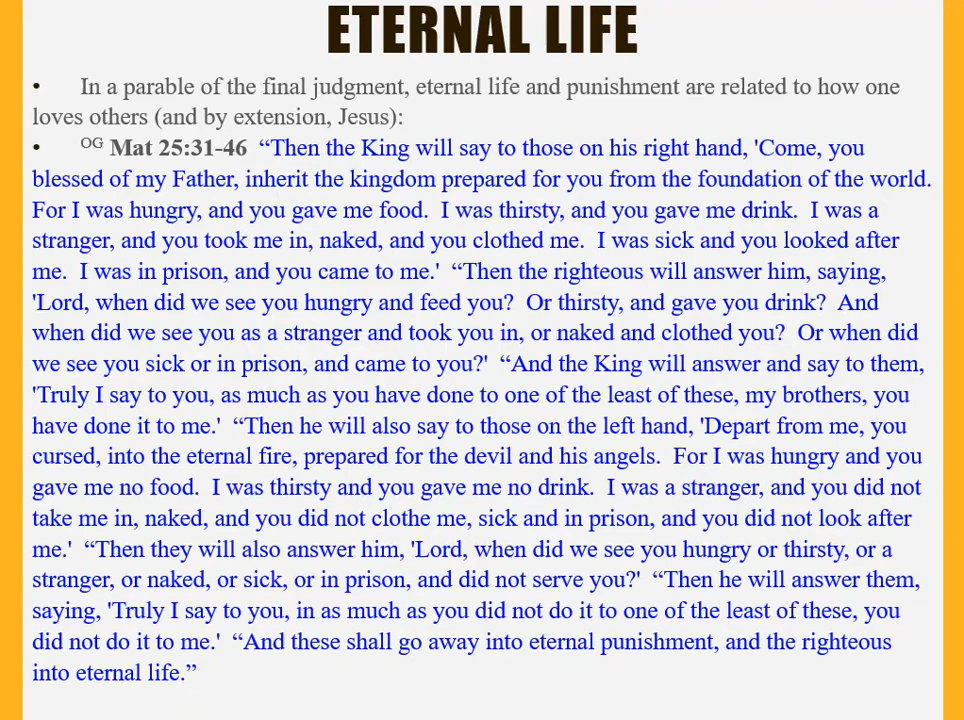 ETERNAL LIFE
• In a parable of the final judgment, eternal life and punishment are related to how one
loves others (and by extension, Jesus):
• OG Mat 25:31-46 “Then the King will say to those on his right hand, 'Come, you
blessed of my Father, inherit the kingdom prepared for you from the foundation of the world.
For I was hungry, and you gave me food. I was thirsty, and you gave me drink. I was a
stranger, and you took me in, naked, and you clothed me. I was sick and you looked after
me. I was in prison, and you came to me.' “Then the righteous will answer him, saying,
'Lord, when did we see you hungry and feed you? Or thirsty, and gave you drink? And
when did we see you as a stranger and took you in, or naked and clothed you? Or when did
we see you sick or in prison, and came to you?' “And the King will answer and say to them,
'Truly I say to you, as much as you have done to one of the least of these, my brothers, you
have done it to me.' “Then he will also say to those on the left hand, 'Depart from me, you
cursed, into the eternal fire, prepared for the devil and his angels. For I was hungry and you
gave me no food. I was thirsty and you gave me no drink. I was a stranger, and you did not
take me in, naked, and you did not clothe me, sick and in prison, and you did not look after
me.' “Then they will also answer him, 'Lord, when did we see you hungry or thirsty, or a
stranger, or naked, or sick, or in prison, and did not serve you?' “Then he will answer them,
saying, 'Truly I say to you, in as much as you did not do it to one of the least of these, you
did not do it to me.' “And these shall go away into eternal punishment, and the righteous
into eternal life.”